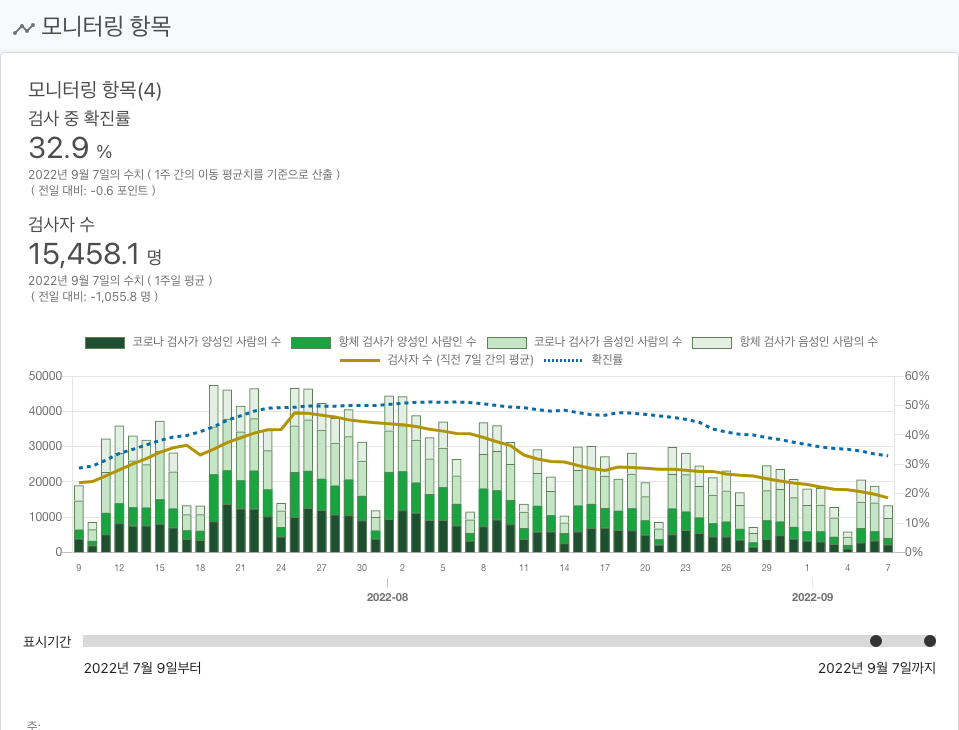 모니터링 항목
모니터링 항목(4)
검사 중 확진률
32.9 %
2022년 9월 7일의 수치 ( 1주 간의 이동 평균치를 기준으로 산출 )
( 전일 대비: -0.6 포인트 )
검사자 수
15,458.1 명
2022년 9월 7일의 수치 ( 1주일 평균 )
( 전일 대비: -1,055.8 명 )
코로나 검사가 양성인 사람의 수 항체 검사가 양성인 사람인 수 코로나 검사가 음성인 사람의 수 항체 검사가 음성인 사람의 수
검사자 수 (직전 7일 간의 평균) 확진률
50000 60%
40000 50%
30000 40%
20000 30%
10000 20%
0 10%
0%
9 12 15 18 21 24 27 30 2 5 8 11 14 17 20 23 26 29 1 4 7
2022-08 2022-09
표시기간
2022년 7월 9일부터 2022년 9월 7일까지
주: